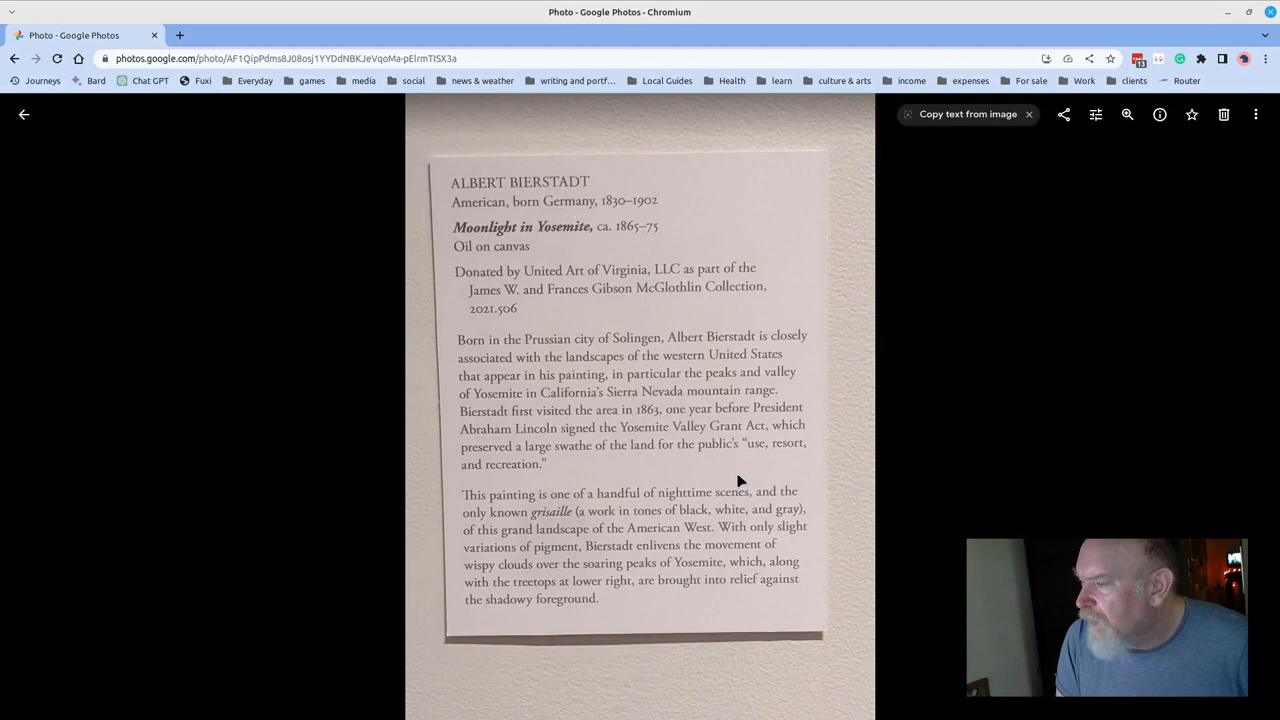 Photo - Google Photos - Chromium
Photo - Google Photos
photos.google.com/photo/AF1QipPdms8J08osj1YYDdNBKJeVqoMa-pElrmTISX3a
13
Journeys Bard Chat GPT Fuxi Everyday games media social news & weather writing and portf… Local Guides Health learn culture & arts income expenses For sale Work clients Router
Copy text from image
ALBERT BIERSTADT
American, born Germany, 1830–1902
Moonlight in Yosemite, ca. 1865–75
Oil on canvas
Donated by United Art of Virginia, LLC as part of the
James W. and Frances Gibson McGlothlin Collection,
2021.506
Born in the Prussian city of Solingen, Albert Bierstadt is closely
associated with the landscapes of the western United States
that appear in his painting, in particular the peaks and valley
of Yosemite in California's Sierra Nevada mountain range.
Bierstadt first visited the area in 1863, one year before President
Abraham Lincoln signed the Yosemite Valley Grant Act, which
preserved a large swathe of the land for the public's “use, resort,
and recreation.”
This painting is one of a handful of nighttime scenes, and the
only known grisaille (a work in tones of black, white, and gray),
of this grand landscape of the American West. With only slight
variations of pigment, Bierstadt enlivens the movement of
wispy clouds over the soaring peaks of Yosemite, which, along
with the treetops at lower right, are brought into relief against
the shadowy foreground.